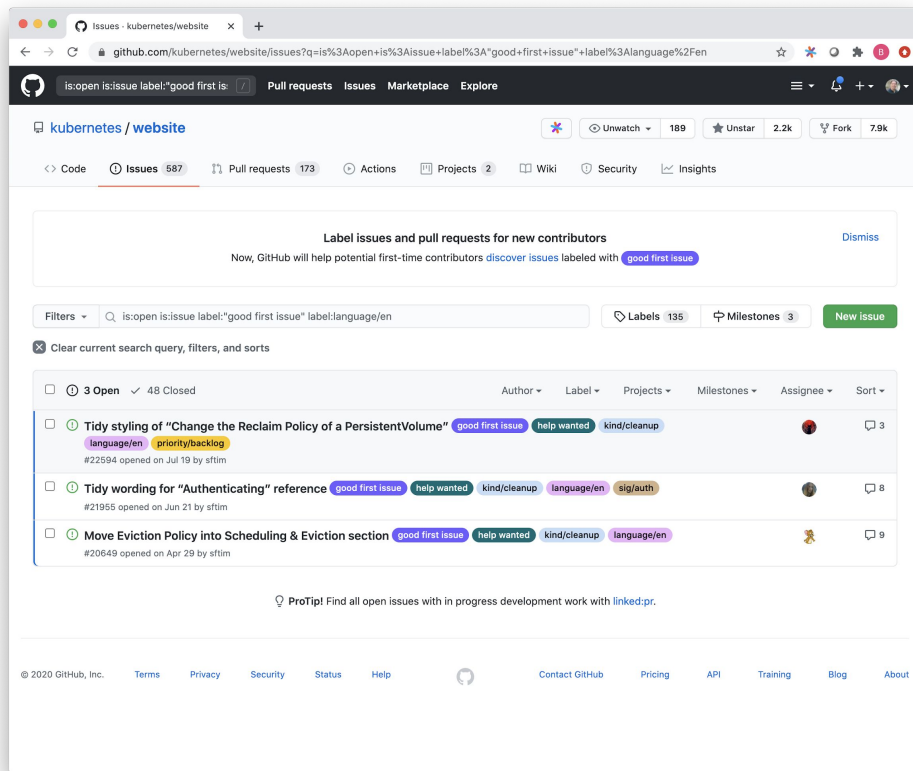 Issues · kubernetes/website
github.com/kubernetes/website/issues?q=is%3Aopen+is%3Aissue+label%3A"good+first+issue"+label%3Alanguage%2Fen
B
is:open is:issue label:"good first is: / Pull requests Issues Marketplace Explore
kubernetes / website Unwatch 189 Unstar 2.2k Fork 7.9k
Code Issues 587 Pull requests 173 Actions Projects 2 Wiki Security Insights
Label issues and pull requests for new contributors Dismiss
Now, GitHub will help potential first-time contributors discover issues labeled with good first issue
Filters is:open is:issue label:"good first issue" label:language/en Labels 135 Milestones 3 New issue
Clear current search query, filters, and sorts
3 Open 48 Closed Author Label Projects Milestones Assignee Sort
Tidy styling of “Change the Reclaim Policy of a PersistentVolume” good first issue help wanted kind/cleanup 3
language/en priority/backlog
#22594 opened on Jul 19 by sftim
Tidy wording for “Authenticating” reference good first issue help wanted kind/cleanup language/en sig/auth 8
#21955 opened on Jun 21 by sftim
Move Eviction Policy into Scheduling & Eviction section good first issue help wanted kind/cleanup language/en 9
#20649 opened on Apr 29 by sftim
ProTip! Find all open issues with in progress development work with linked:pr.
© 2020 GitHub, Inc. Terms Privacy Security Status Help Contact GitHub Pricing API Training Blog About